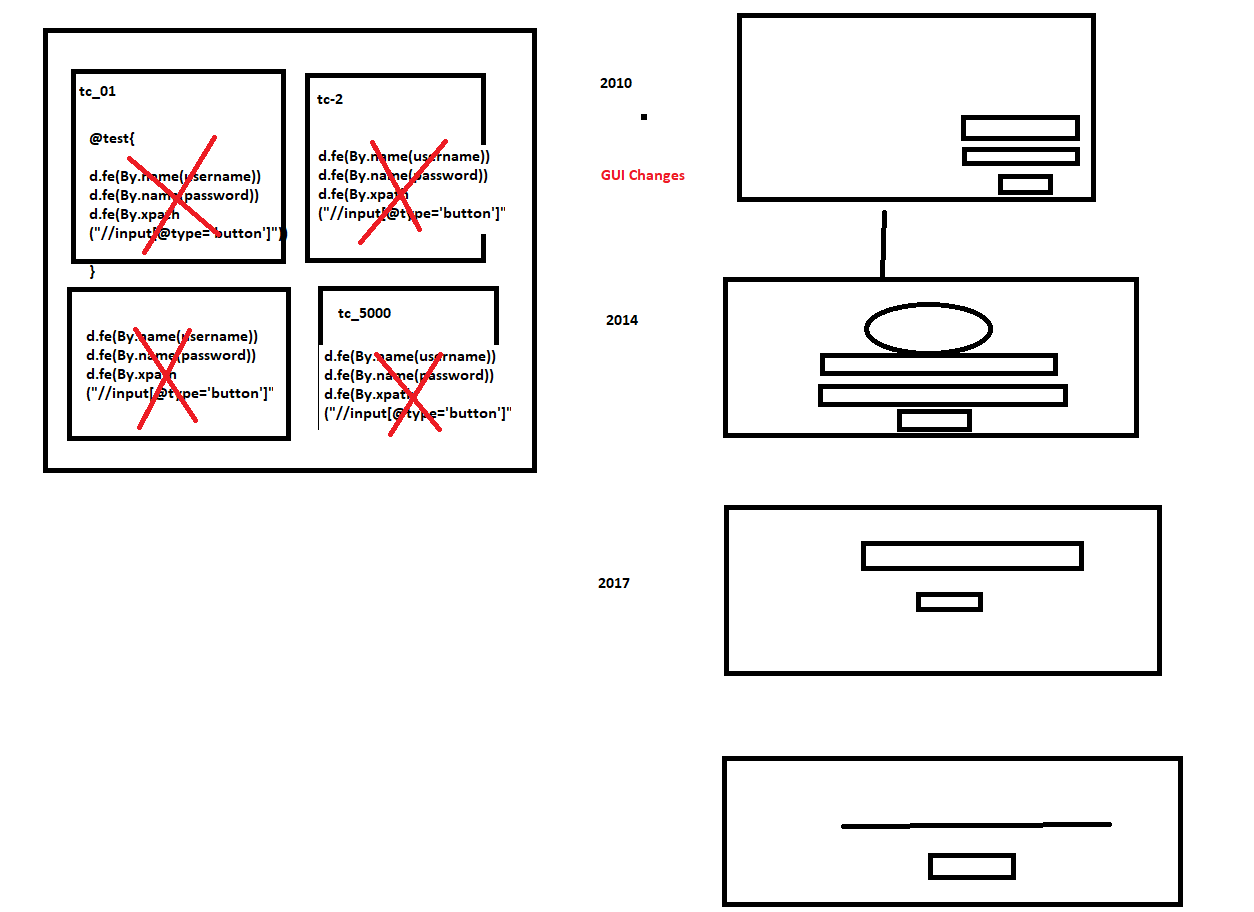 tc_01
@test{
d.fe(By.name(username))
d.fe(By.name(password))
d.fe(By.xpath
("//input[@type='button']"))
}
tc-2
d.fe(By.name(username))
d.fe(By.name(password))
d.fe(By.xpath
("//input[@type='button']"
d.fe(By.name(username))
d.fe(By.name(password))
d.fe(By.xpath
("//input[@type='button']"
tc_5000
d.fe(By.name(username))
d.fe(By.name(password))
d.fe(By.xpath
("//input[@type='button']"
2010
GUI Changes
2014
2017